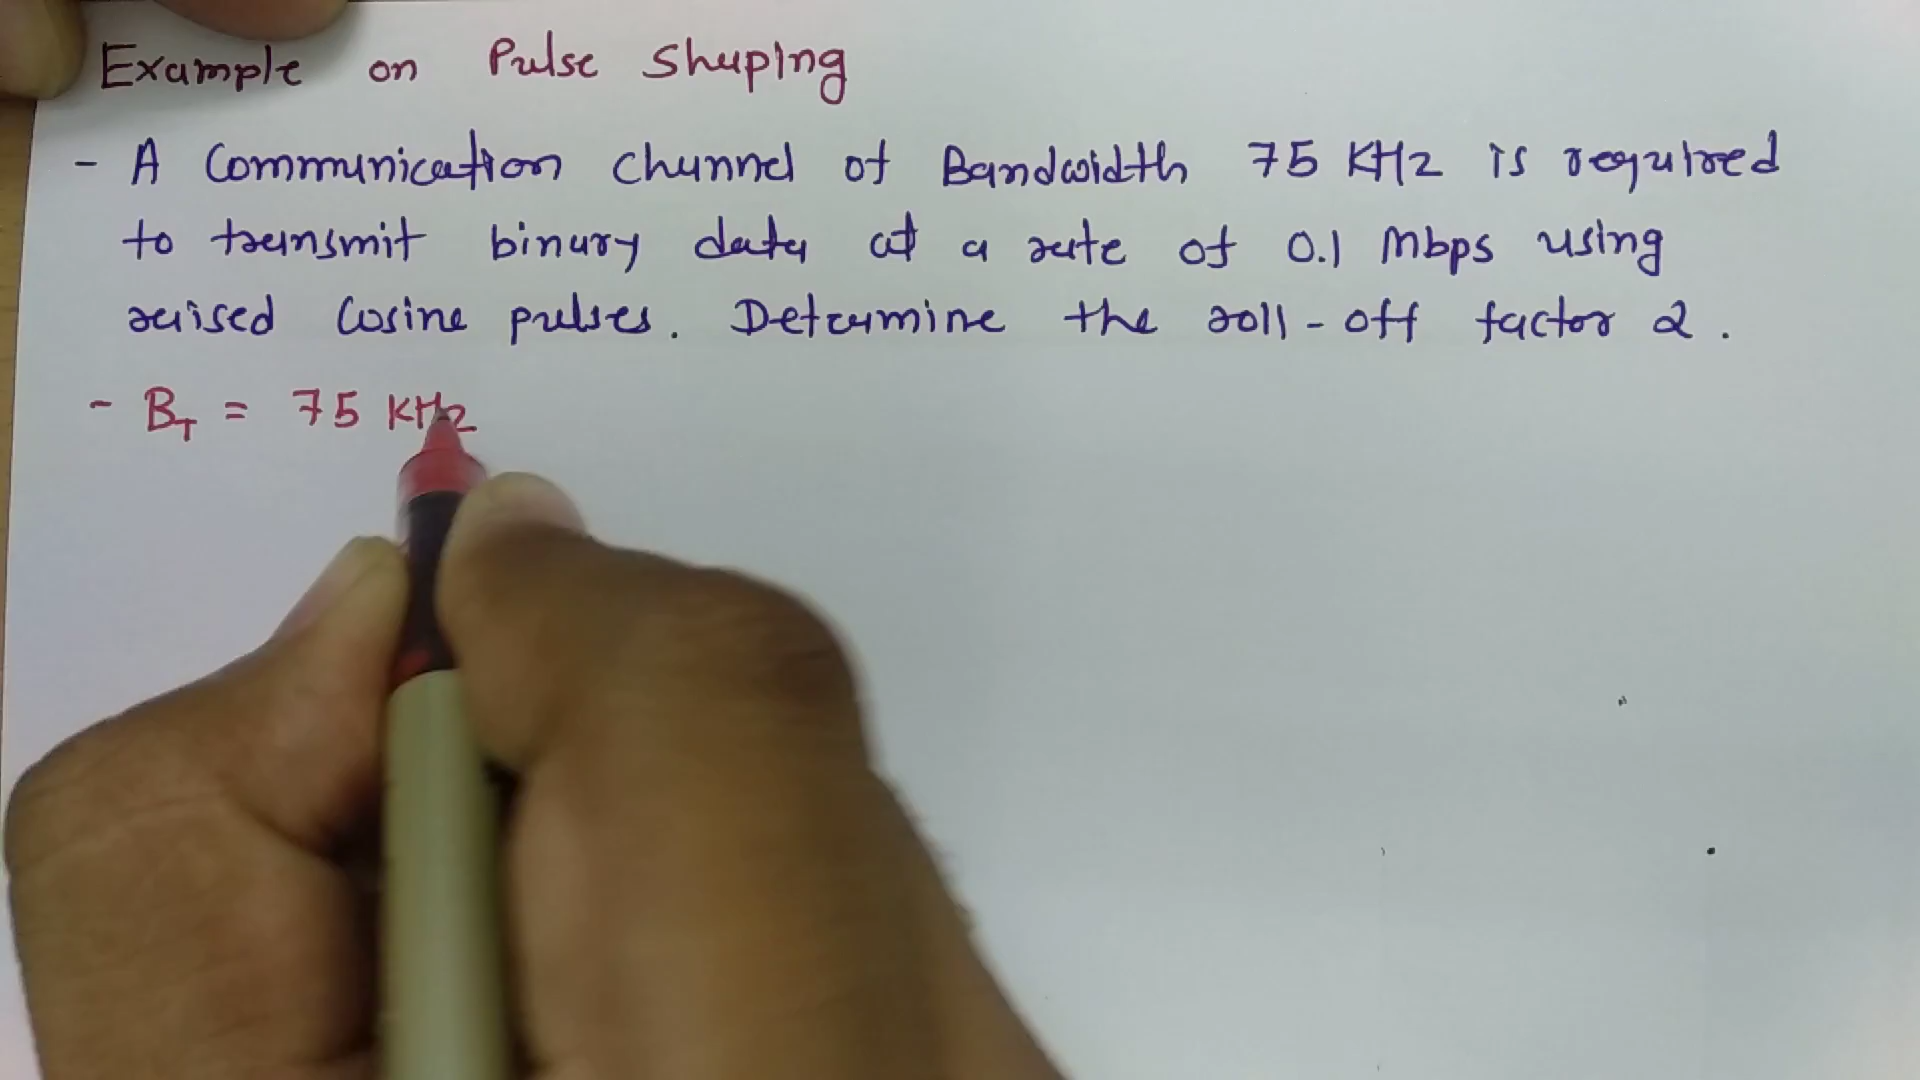 Example on Pulse Shaping
- A Communication Channel of Bandwidth 75 KHz is required
to transmit binary data at a rate of 0.1 Mbps using
raised Cosine pulses. Determine the roll-off factor α.
- B_T = 75 KHz